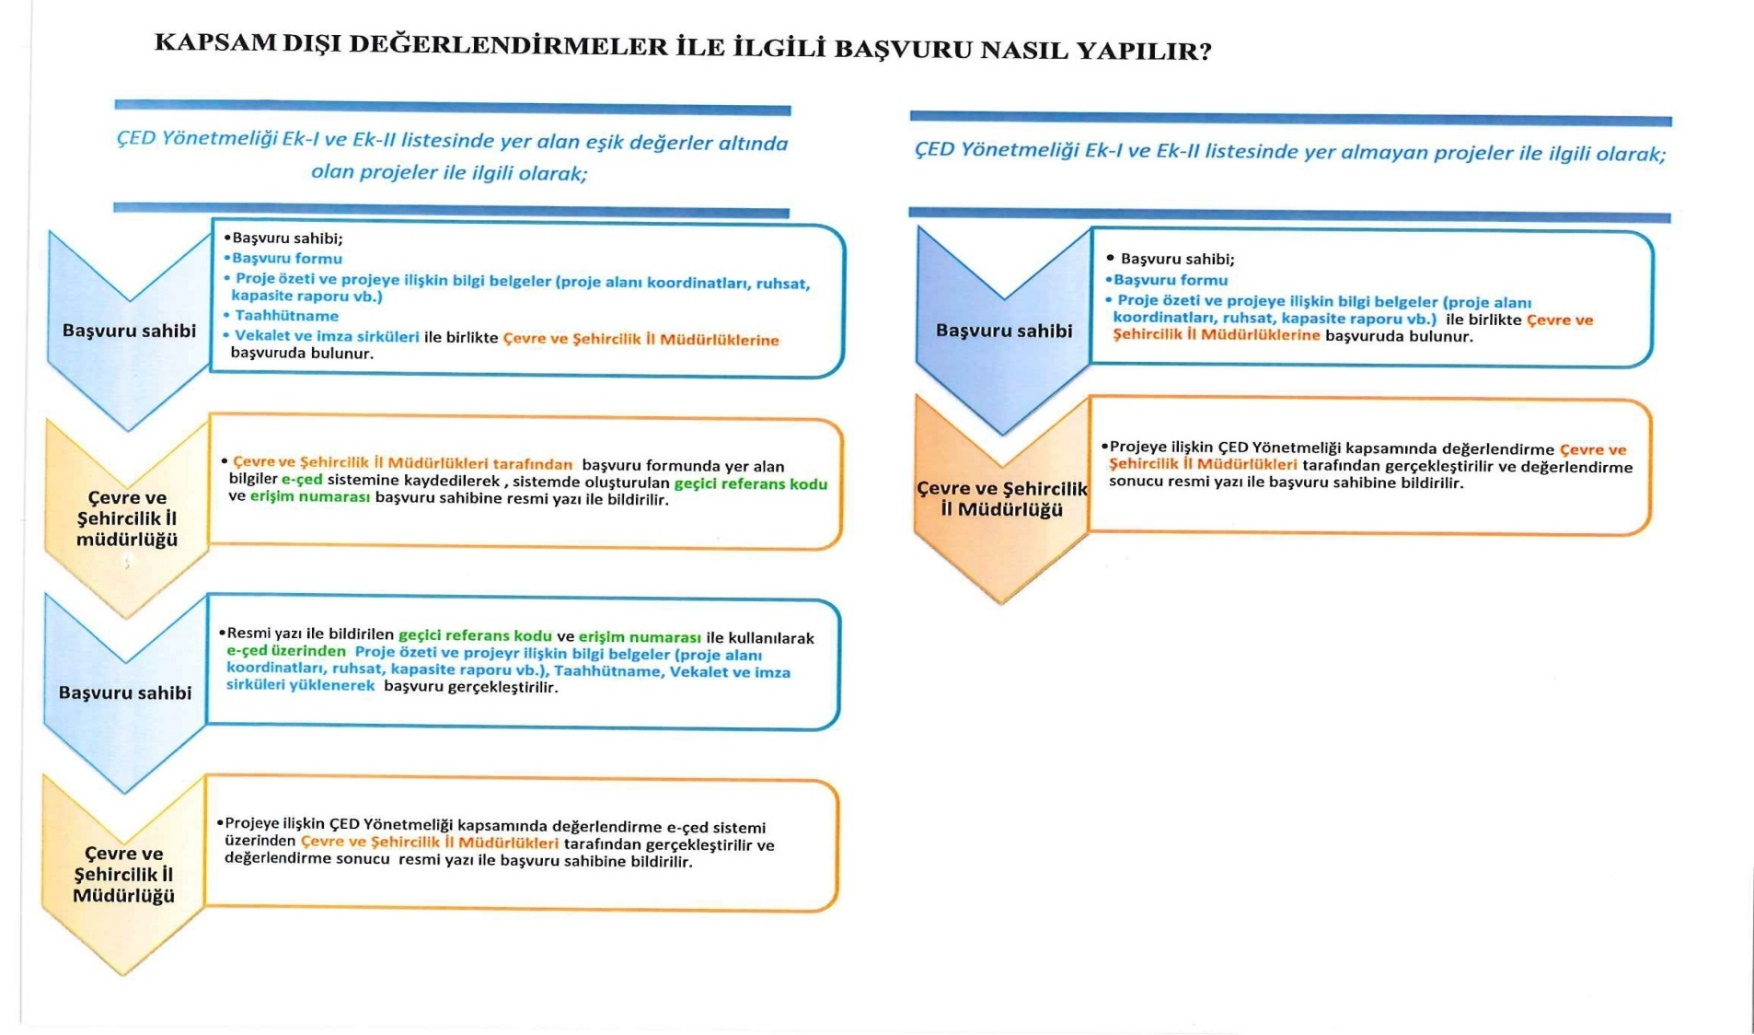 KAPSAM DIŞI DEĞERLENDİRMELER İLE İLGİLİ BAŞVURU NASIL YAPILIR?
ÇED Yönetmeliği Ek-I ve Ek-II listesinde yer alan eşik değerler altında
olan projeler ile ilgili olarak;
Başvuru sahibi
•Başvuru sahibi;
•Başvuru formu
• Proje özeti ve projeye ilişkin bilgi belgeler (proje alanı koordinatları, ruhsat,
kapasite raporu vb.)
• Taahhütname
• Vekalet ve imza sirküleri ile birlikte Çevre ve Şehircilik İl Müdürlüklerine
başvuruda bulunur.
Çevre ve
Şehircilik İl
müdürlüğü
• Çevre ve Şehircilik İl Müdürlükleri tarafından başvuru formunda yer alan
bilgiler e-çed sistemine kaydedilerek , sistemde oluşturulan geçici referans kodu
ve erişim numarası başvuru sahibine resmi yazı ile bildirilir.
Başvuru sahibi
•Resmi yazı ile bildirilen geçici referans kodu ve erişim numarası ile kullanılarak
e-çed üzerinden Proje özeti ve projeyr ilişkin bilgi belgeler (proje alanı
koordinatları, ruhsat, kapasite raporu vb.), Taahhütname, Vekalet ve imza
sirküleri yüklenerek başvuru gerçekleştirilir.
Çevre ve
Şehircilik İl
Müdürlüğü
•Projeye ilişkin ÇED Yönetmeliği kapsamında değerlendirme e-çed sistemi
üzerinden Çevre ve Şehircilik İl Müdürlükleri tarafından gerçekleştirilir ve
değerlendirme sonucu resmi yazı ile başvuru sahibine bildirilir.
ÇED Yönetmeliği Ek-I ve Ek-II listesinde yer almayan projeler ile ilgili olarak;
Başvuru sahibi
• Başvuru sahibi;
•Başvuru formu
• Proje özeti ve projeye ilişkin bilgi belgeler (proje alanı
koordinatları, ruhsat, kapasite raporu vb.) ile birlikte Çevre ve
Şehircilik İl Müdürlüklerine başvuruda bulunur.
Çevre ve Şehircilik
İl Müdürlüğü
•Projeye ilişkin ÇED Yönetmeliği kapsamında değerlendirme Çevre ve
Şehircilik İl Müdürlükleri tarafından gerçekleştirilir ve değerlendirme
sonucu resmi yazı ile başvuru sahibine bildirilir.